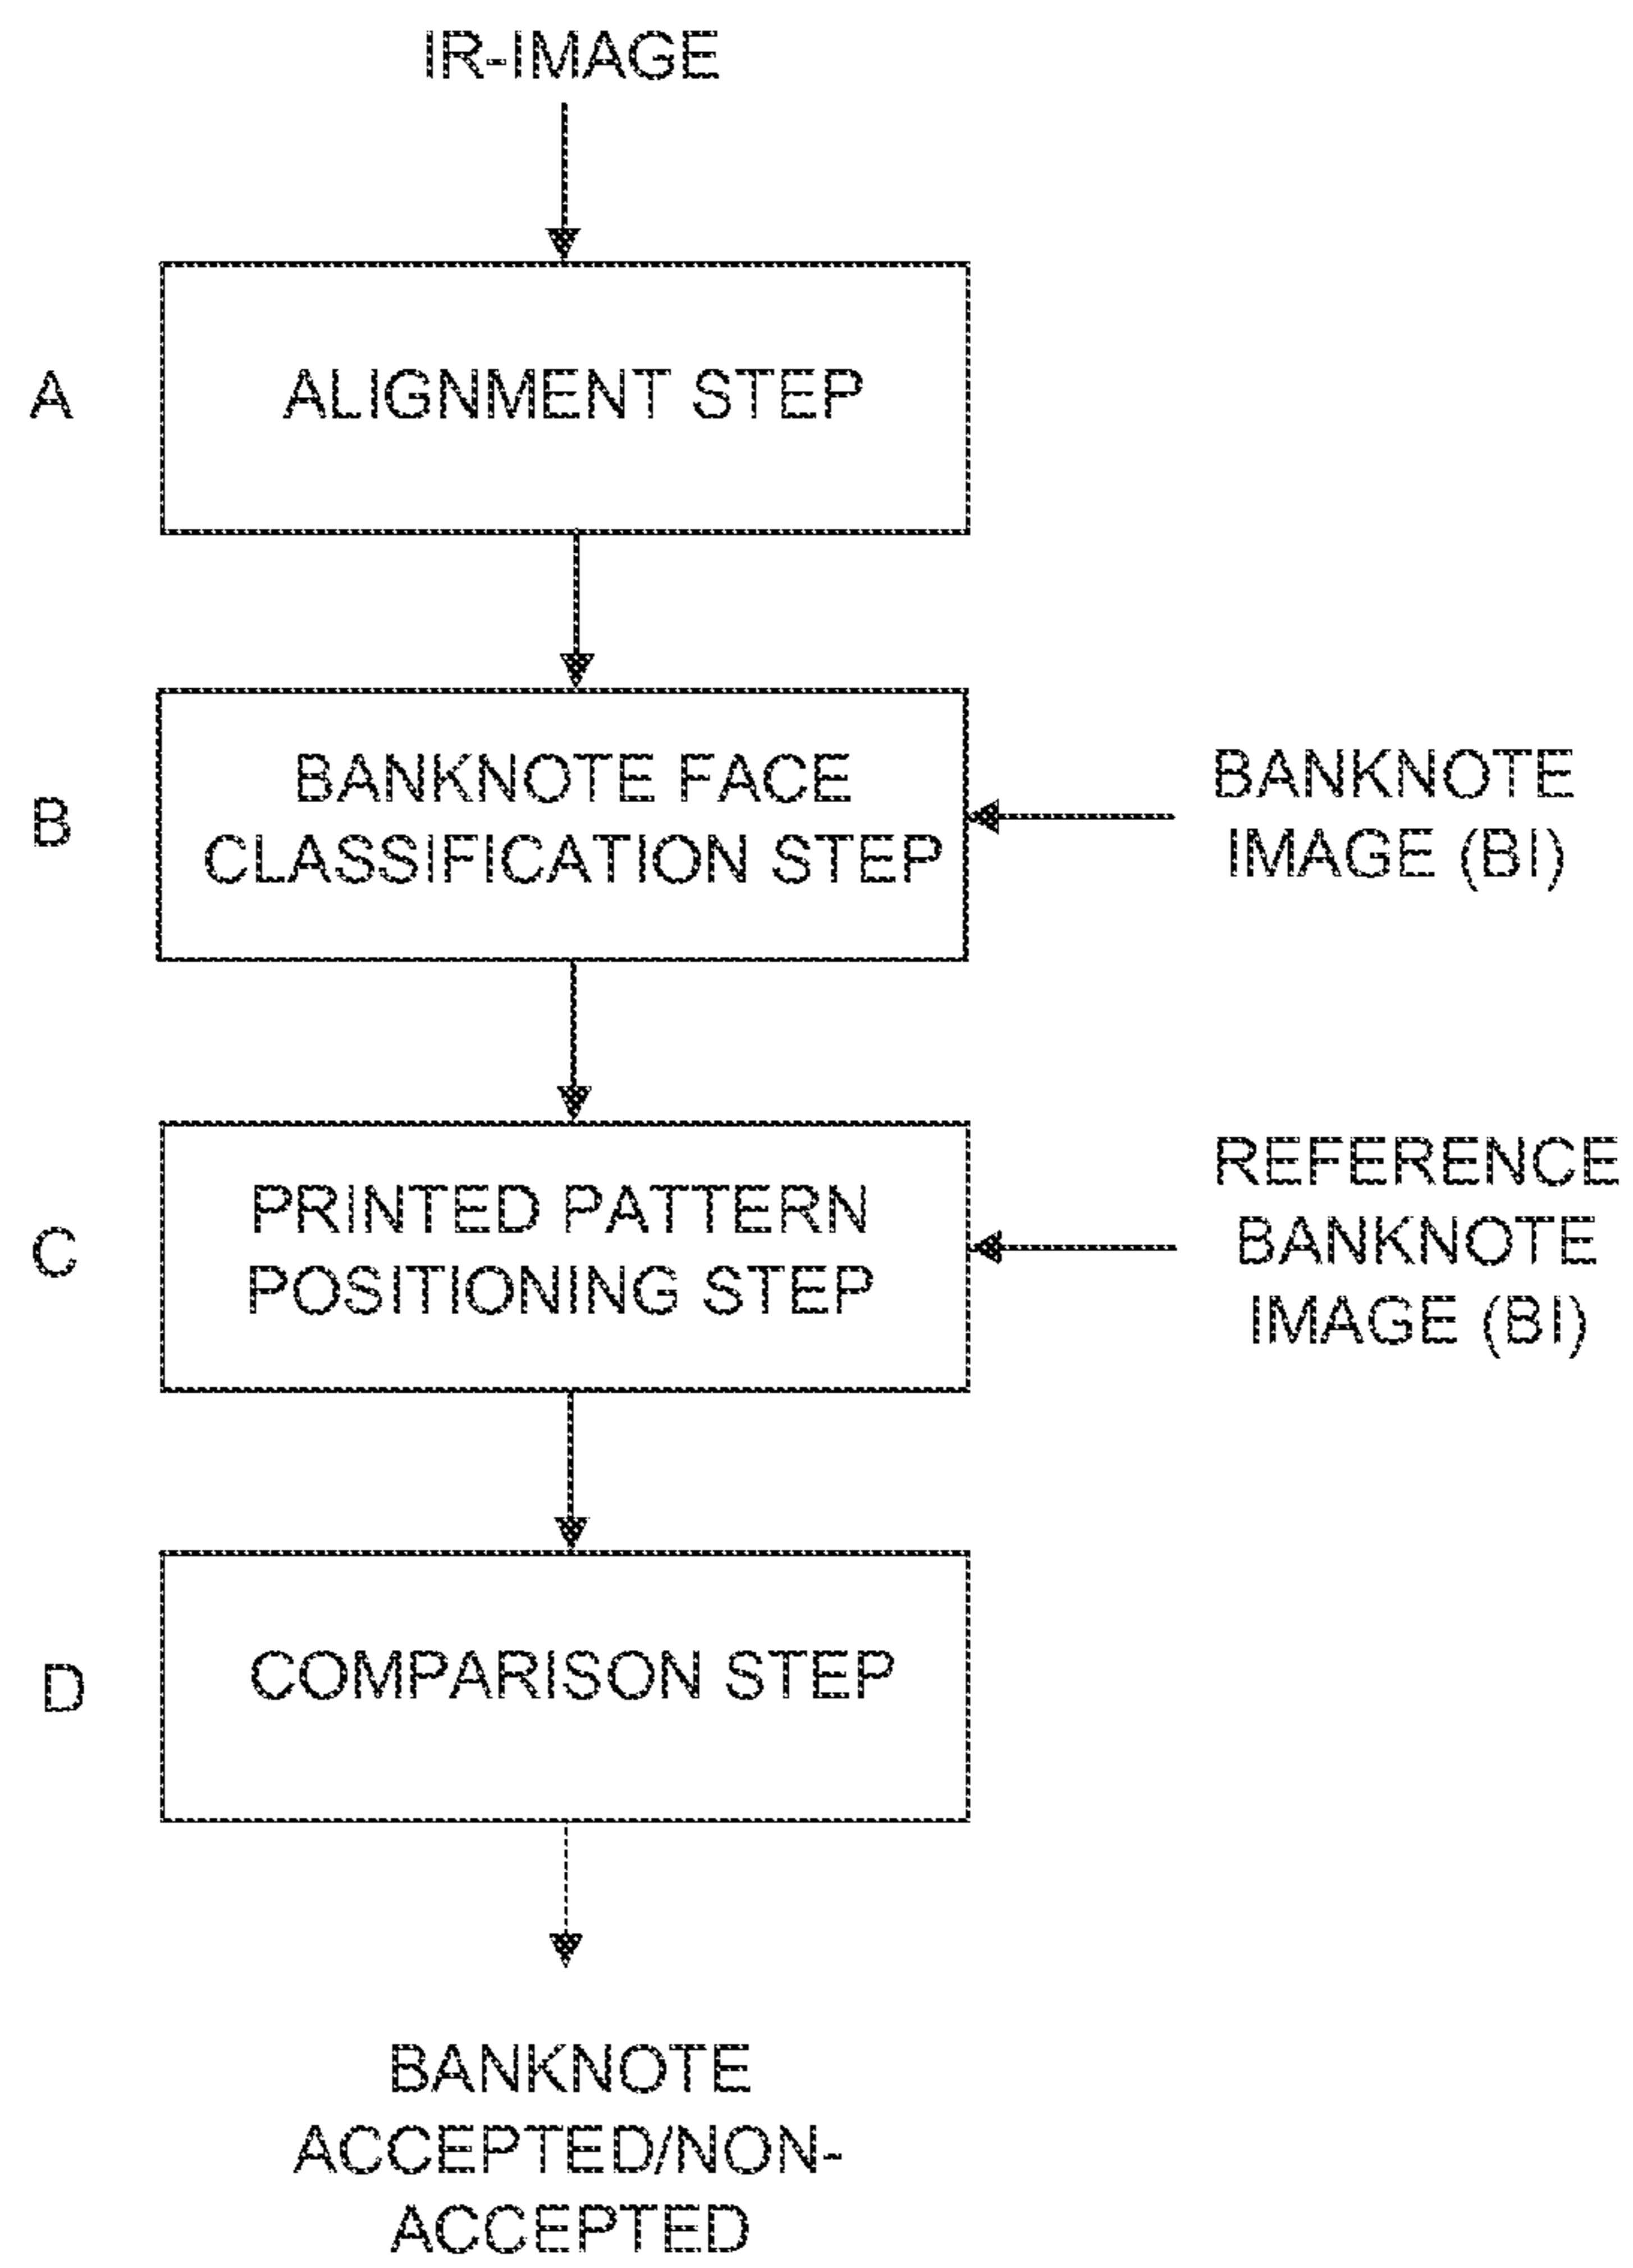 IR-IMAGE
A
ALIGNMENT STEP
B
BANKNOTE FACE
CLASSIFICATION STEP
BANKNOTE
IMAGE (BI)
C
PRINTED PATTERN
POSITIONING STEP
REFERENCE
BANKNOTE
IMAGE (BI)
D
COMPARISON STEP
BANKNOTE
ACCEPTED/NON-
ACCEPTED